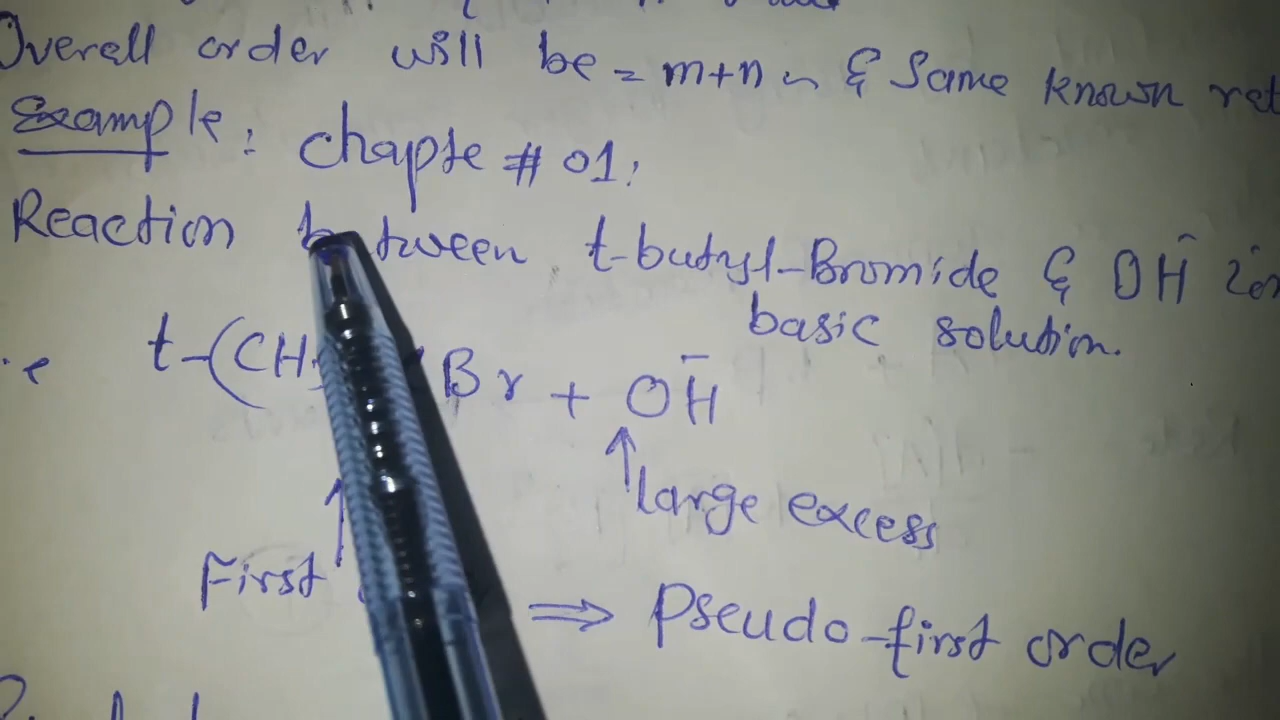 Overall order will be = m+n & Same known
Example: Chapte # 01:
Reaction between t-butyl-Bromide & OH⁻ in
basic solution.
i.e t-(CH Br + OH⁻
↑ large excess
First ⇒ Pseudo-first order